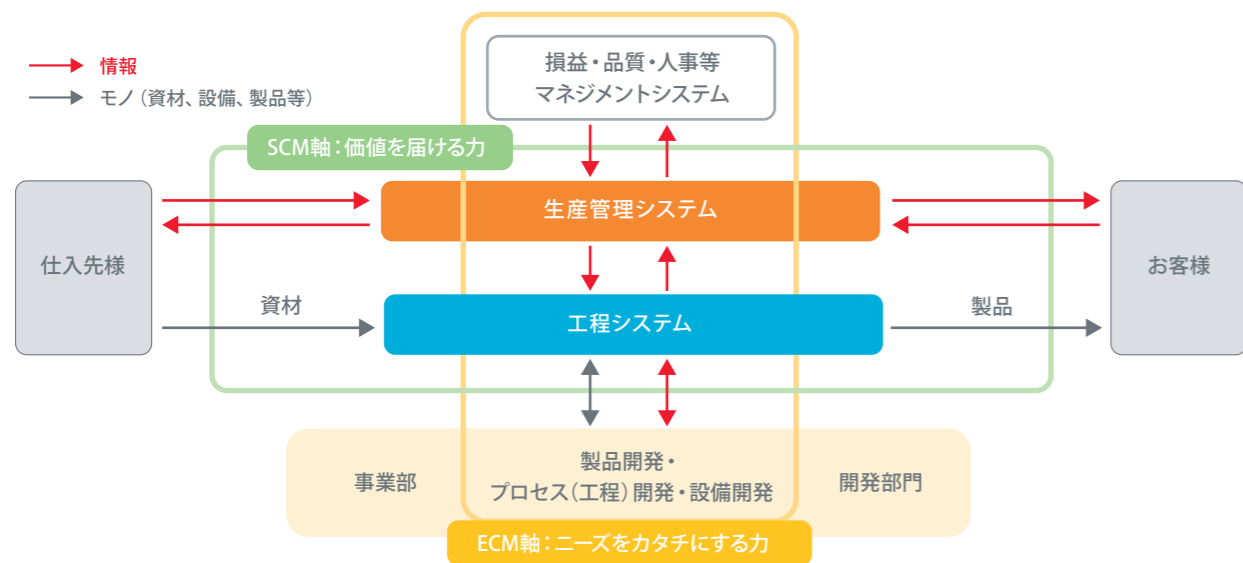 情報
モノ（資材、設備、製品等）
損益・品質・人事等
マネジメントシステム
SCM軸：価値を届ける力
生産管理システム
仕入先様
お客様
資材
工程システム
製品
事業部
製品開発・
プロセス（工程）開発・設備開発
開発部門
ECM軸：ニーズをカタチにする力